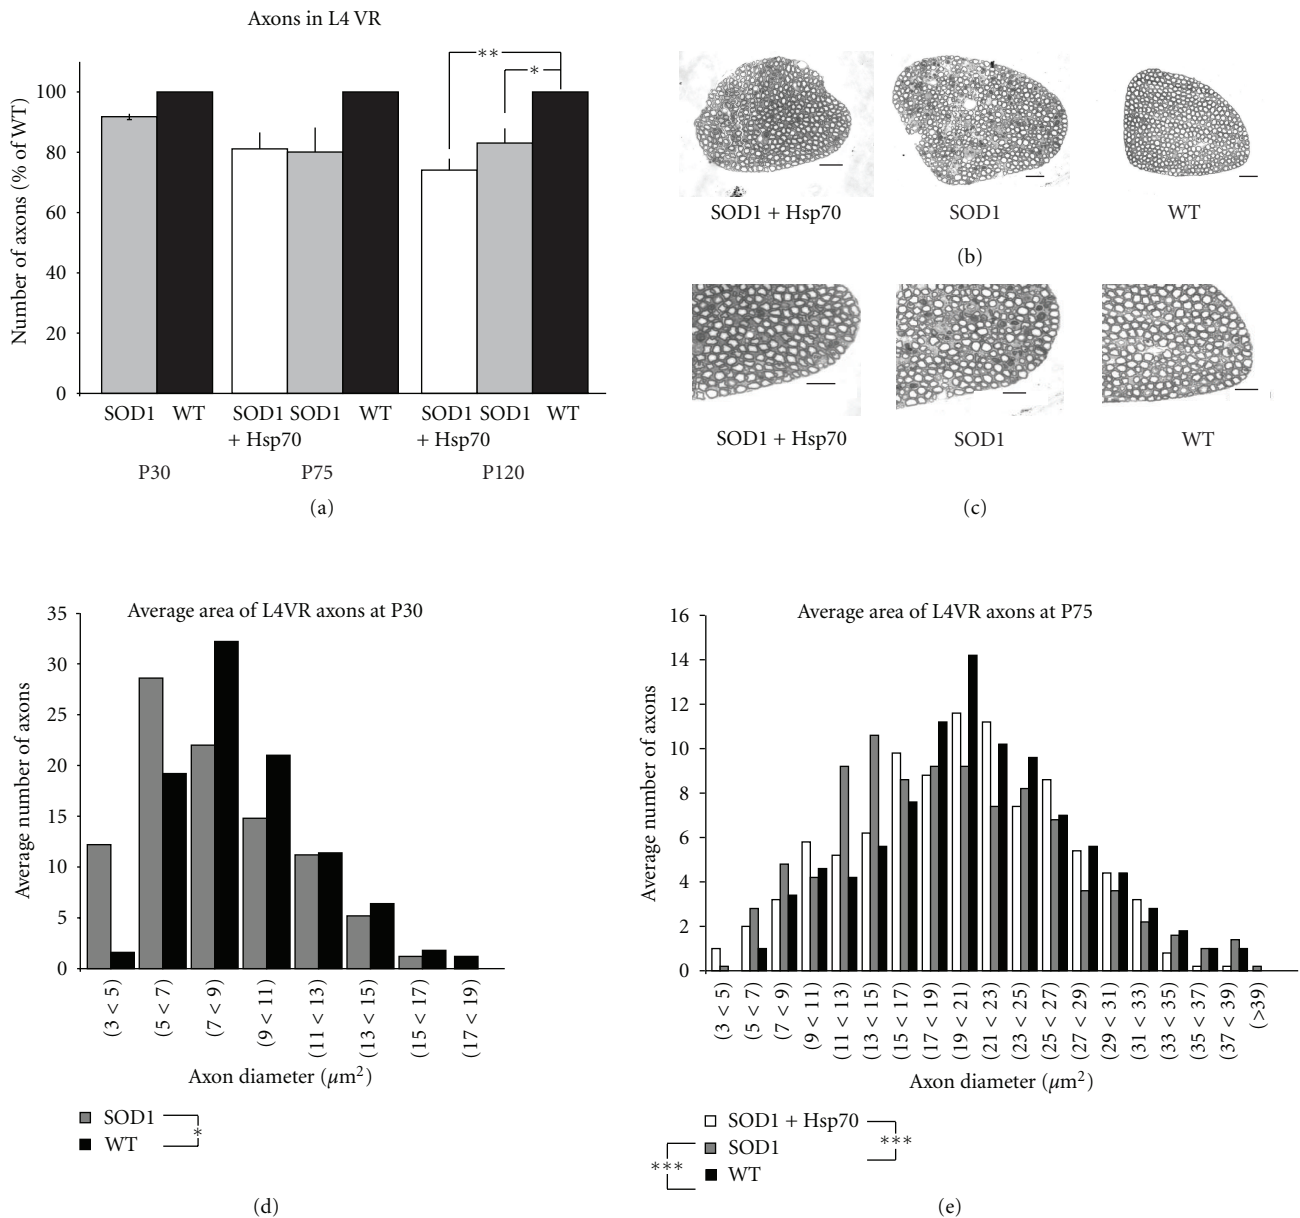 Axons in L4 VR
Number of axons (% of WT)
100
80
60
40
20
0
** 
*
SOD1 WT SOD1 SOD1 WT SOD1 SOD1 WT
+ Hsp70 + Hsp70
P30 P75 P120
(a)
SOD1 + Hsp70 SOD1 WT
(b)
SOD1 + Hsp70 SOD1 WT
(c)
Average area of L4VR axons at P30
Average number of axons
35
30
25
20
15
10
5
0
(3 < 5)
(5 < 7)
(7 < 9)
(9 < 11)
(11 < 13)
(13 < 15)
(15 < 17)
(17 < 19)
Axon diameter (μm²)
SOD1
WT
*
(d)
Average area of L4VR axons at P75
Average number of axons
16
14
12
10
8
6
4
2
0
(3 < 5)
(5 < 7)
(7 < 9)
(9 < 11)
(11 < 13)
(13 < 15)
(15 < 17)
(17 < 19)
(19 < 21)
(21 < 23)
(23 < 25)
(25 < 27)
(27 < 29)
(29 < 31)
(31 < 33)
(33 < 35)
(35 < 37)
(37 < 39)
(>39)
Axon diameter (μm²)
SOD1 + Hsp70
***
SOD1
***
WT
(e)